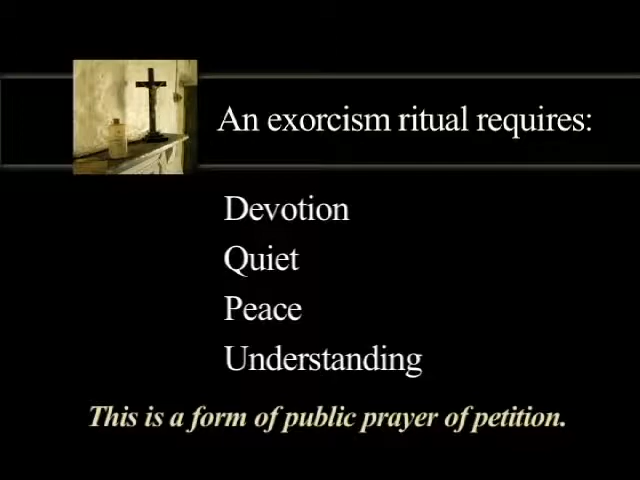 An exorcism ritual requires:
Devotion
Quiet
Peace
Understanding
This is a form of public prayer of petition.